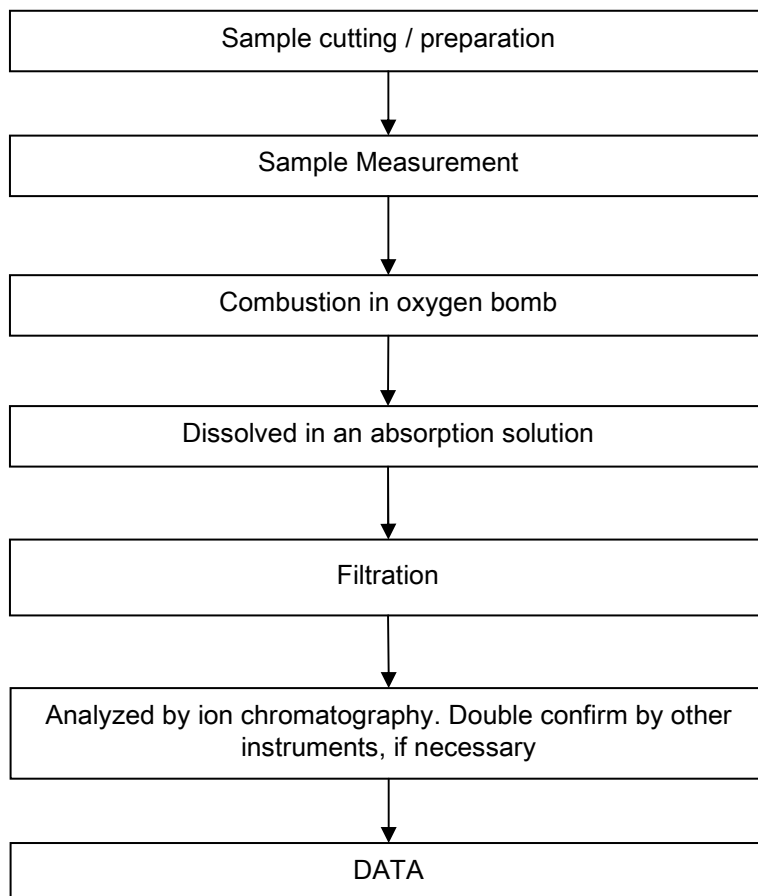 Sample cutting / preparation
Sample Measurement
Combustion in oxygen bomb
Dissolved in an absorption solution
Filtration
Analyzed by ion chromatography. Double confirm by other
instruments, if necessary
DATA